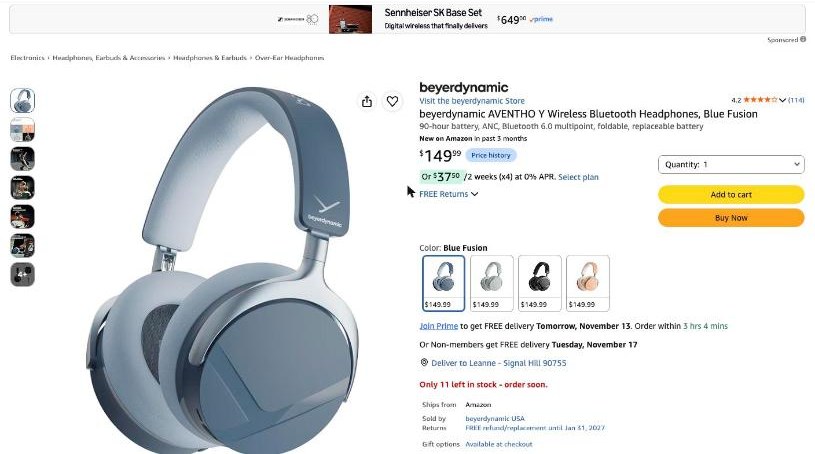 SENNHEISER
Sennheiser SK Base Set
Digital wireless that finally delivers
$649⁰⁰ prime
Sponsored
Electronics › Headphones, Earbuds & Accessories › Headphones & Earbuds › Over-Ear Headphones
beyerdynamic
Visit the beyerdynamic Store
4.2 (114)
beyerdynamic AVENTHO Y Wireless Bluetooth Headphones, Blue Fusion
90-hour battery, ANC, Bluetooth 6.0 multipoint, foldable, replaceable battery
New on Amazon in past 3 months
$149⁹⁹ Price history
Or $37⁵⁰ /2 weeks (x4) at 0% APR. Select plan
FREE Returns
Quantity: 1
Add to cart
Buy Now
beyerdynamic
Color: Blue Fusion
$149.99 $149.99 $149.99 $149.99
Join Prime to get FREE delivery Tomorrow, November 13. Order within 3 hrs 4 mins
Or Non-members get FREE delivery Tuesday, November 17
Deliver to Leanne - Signal Hill 90755
Only 11 left in stock - order soon.
Ships from Amazon
Sold by beyerdynamic USA
Returns FREE refund/replacement until Jan 31, 2027
Gift options Available at checkout